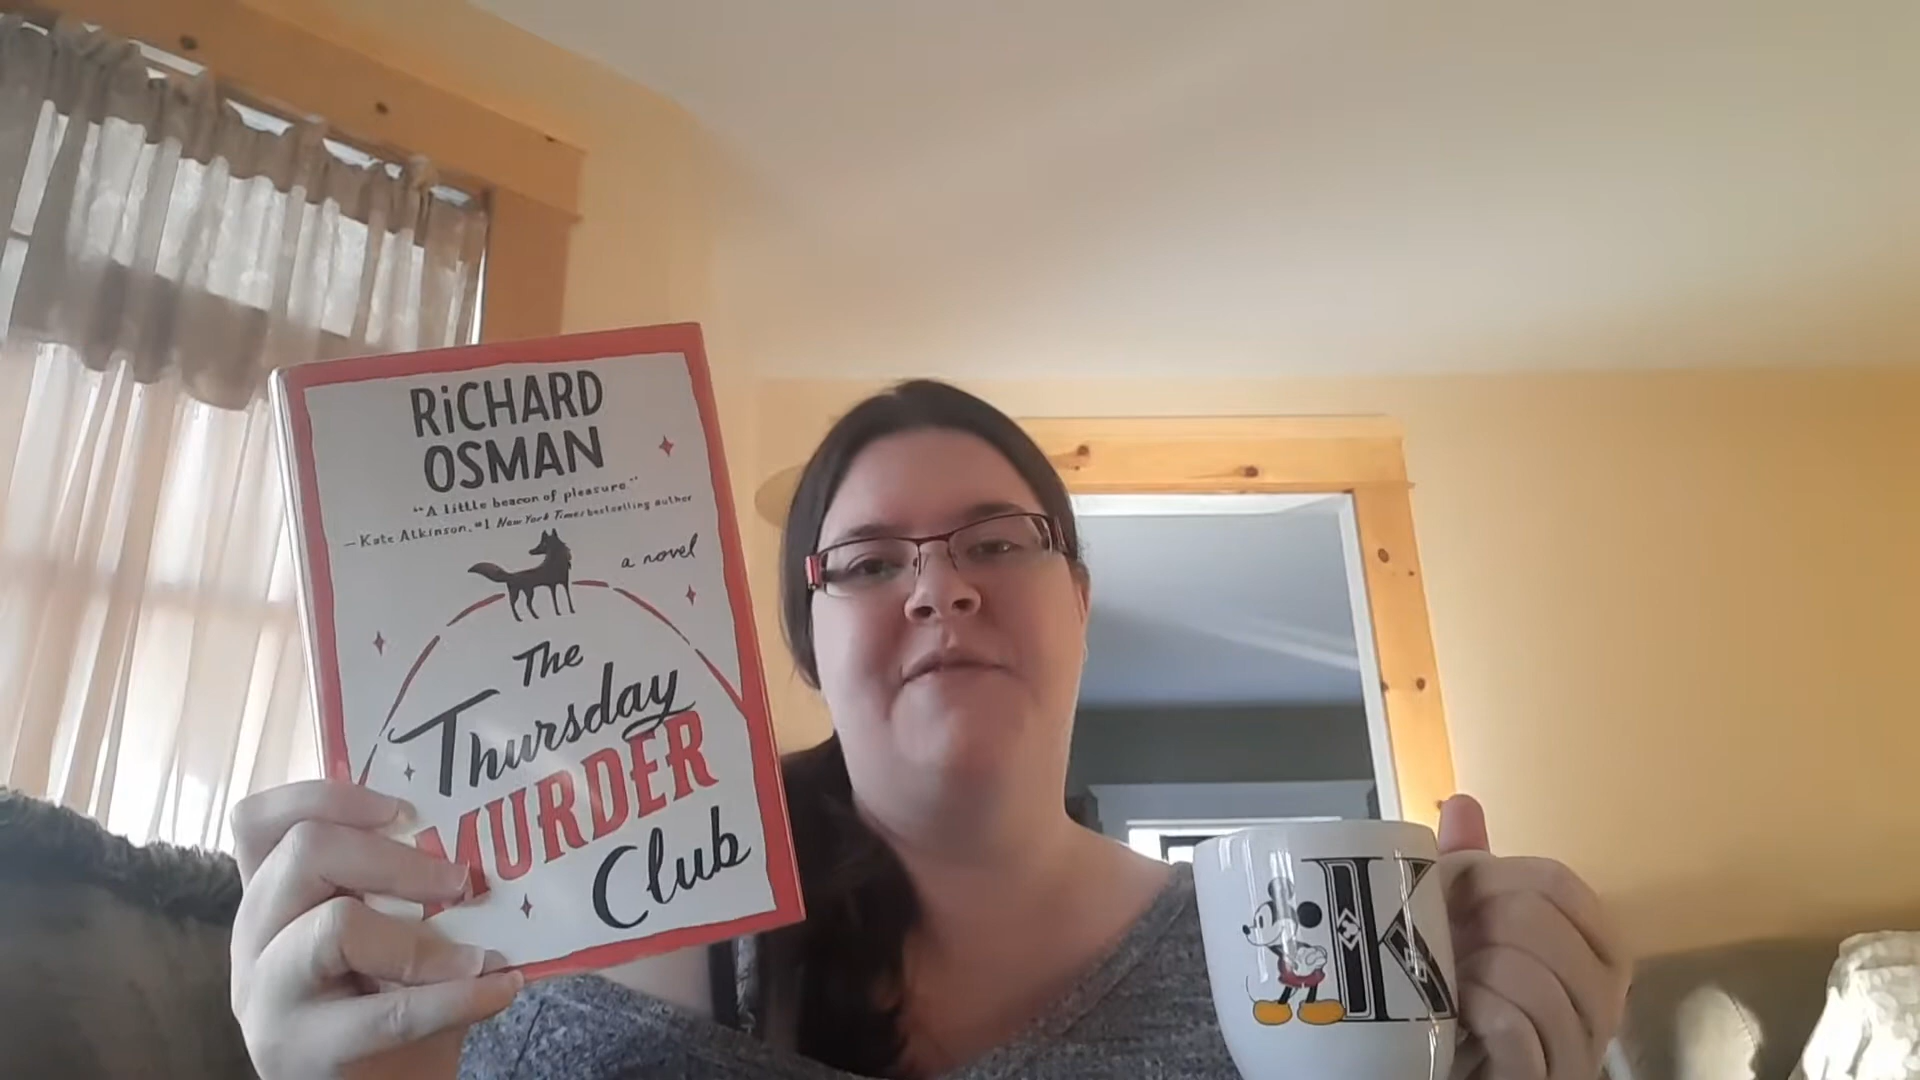 RiCHARD
OSMAN
"A little beacon of pleasure."
—Kate Atkinson, #1 New York Times bestselling author
a novel
The
Thursday
MURDER
Club
K